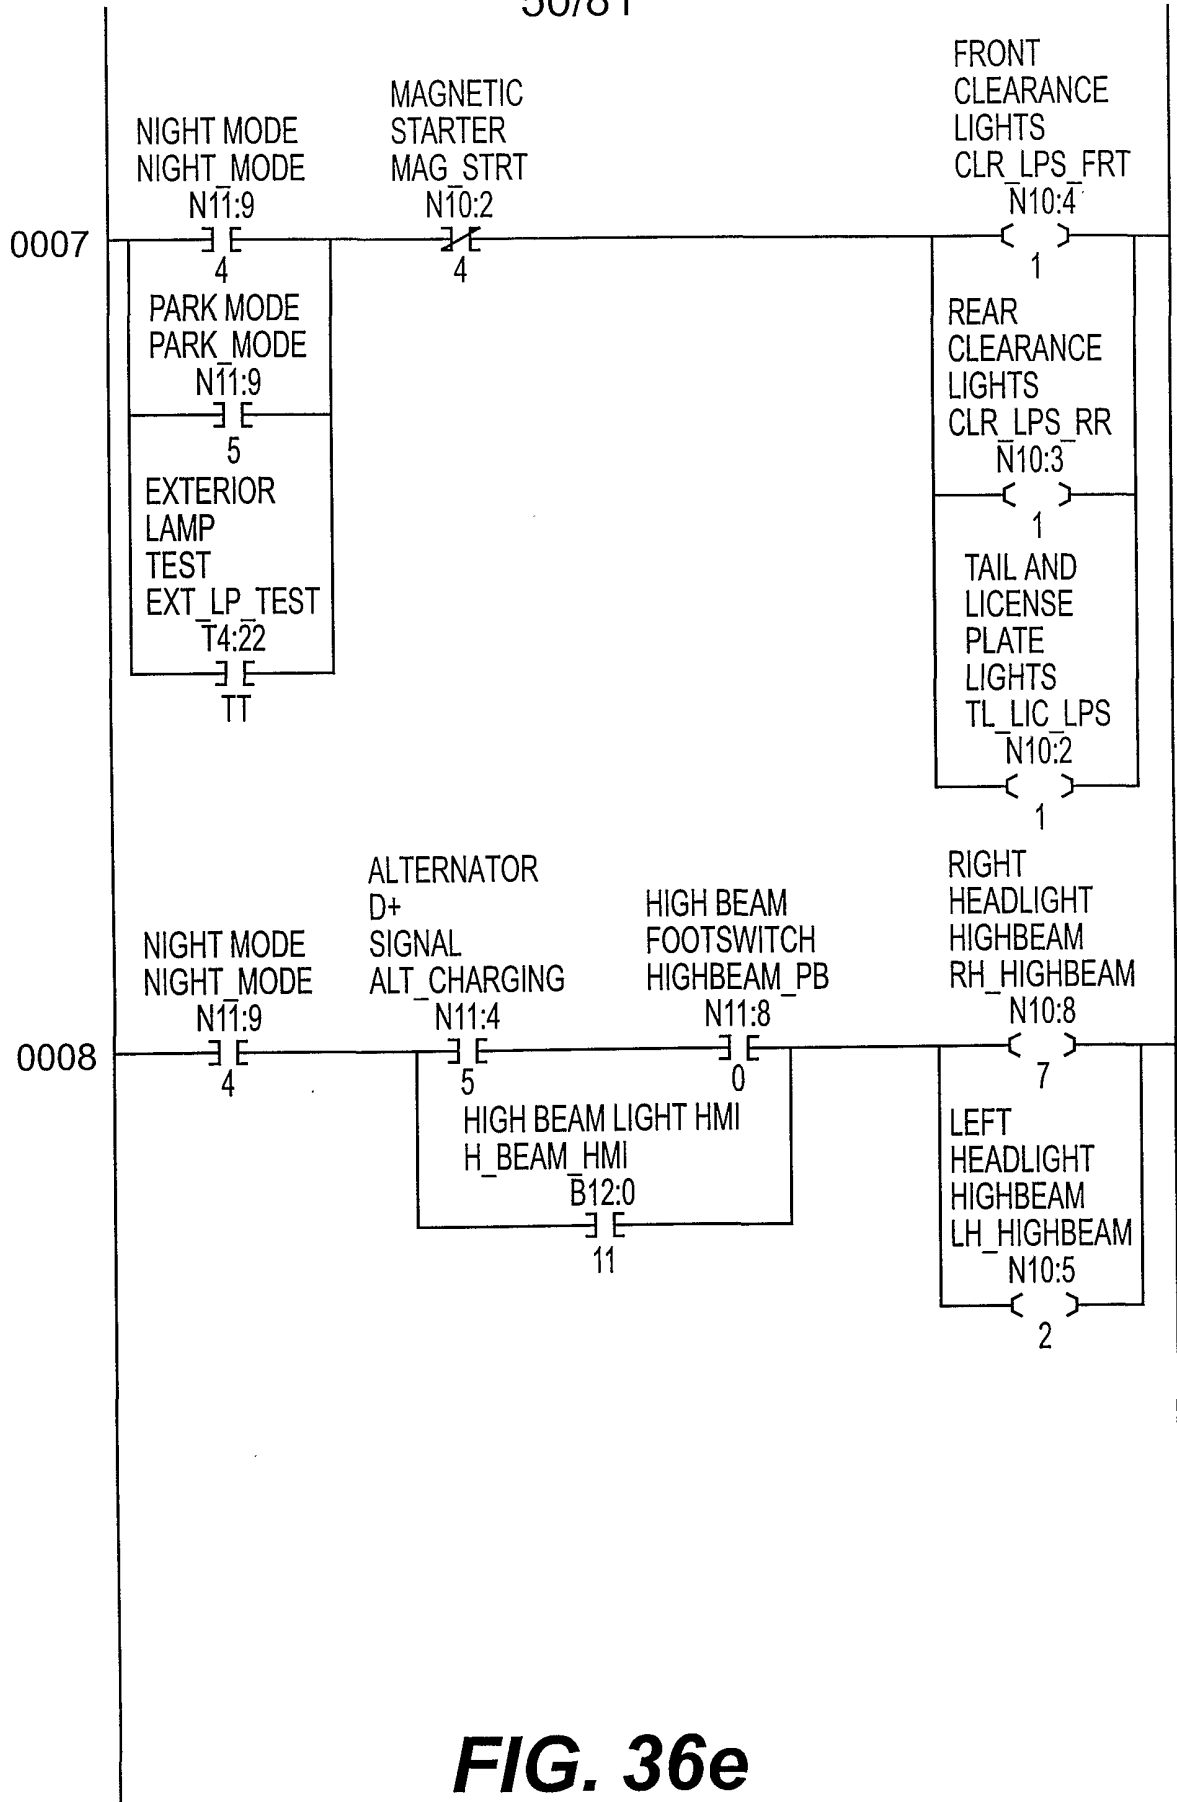 50/81
NIGHT MODE
NIGHT_MODE
N11:9
4
MAGNETIC
STARTER
MAG_STRT
N10:2
4
FRONT
CLEARANCE
LIGHTS
CLR_LPS_FRT
N10:4
1
0007
PARK MODE
PARK_MODE
N11:9
5
EXTERIOR
LAMP
TEST
EXT_LP_TEST
T4:22
TT
REAR
CLEARANCE
LIGHTS
CLR_LPS_RR
N10:3
1
TAIL AND
LICENSE
PLATE
LIGHTS
TL_LIC_LPS
N10:2
1
0008
NIGHT MODE
NIGHT_MODE
N11:9
4
ALTERNATOR
D+
SIGNAL
ALT_CHARGING
N11:4
5
HIGH BEAM
FOOTSWITCH
HIGHBEAM_PB
N11:8
0
RIGHT
HEADLIGHT
HIGHBEAM
RH_HIGHBEAM
N10:8
7
HIGH BEAM LIGHT HMI
H_BEAM_HMI
B12:0
11
LEFT
HEADLIGHT
HIGHBEAM
LH_HIGHBEAM
N10:5
2
FIG. 36e